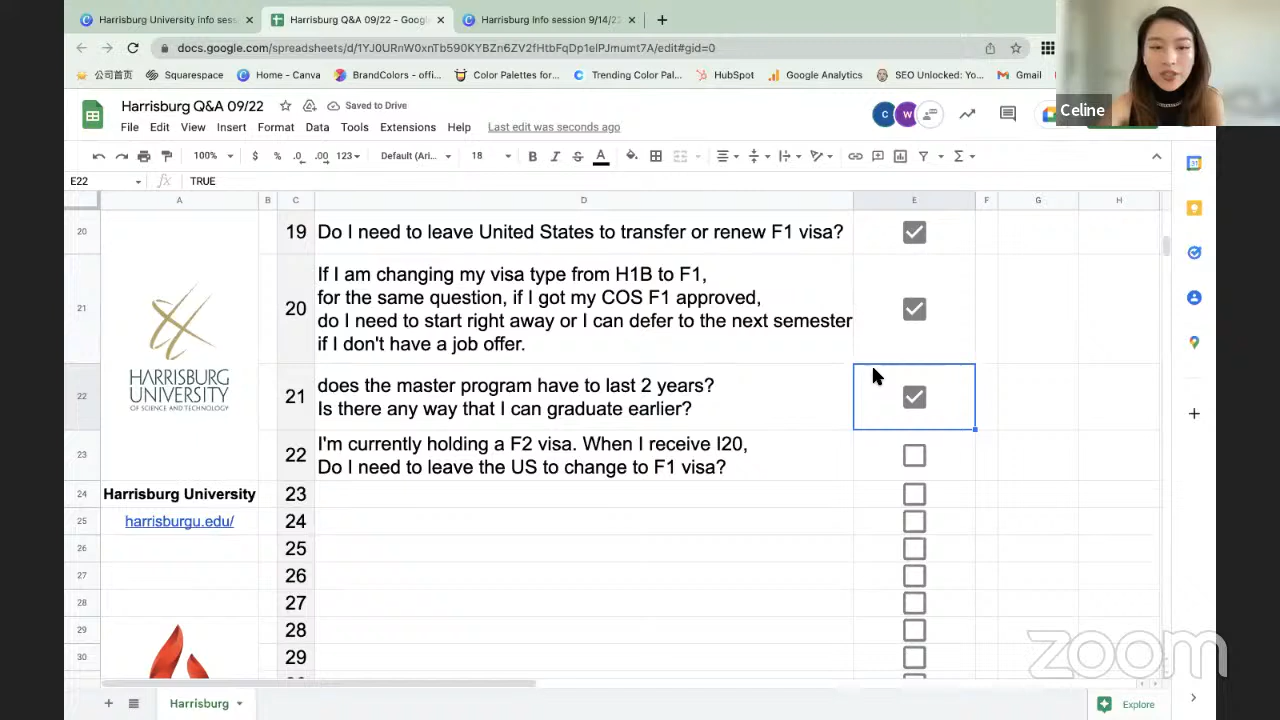 Harrisburg University info sess
Harrisburg Q&A 09/22 - Google
Harrisburg Info session 9/14/22
docs.google.com/spreadsheets/d/1YJ0URnW0xnTb590KYBZn6ZV2fHtbFqDp1eIPJmumt7A/edit#gid=0
公司首页
Squarespace
Home - Canva
BrandColors - offi...
Color Palettes for...
Trending Color Pal...
HubSpot
Google Analytics
SEO Unlocked: Yo...
Gmail
Celine
Harrisburg Q&A 09/22
Saved to Drive
File Edit View Insert Format Data Tools Extensions Help Last edit was seconds ago
C W
100% $ % .0 .00 123 Default (Ari... 18 B I S A
E22 fx TRUE
A B C D E F G H
20 19 Do I need to leave United States to transfer or renew F1 visa?
21 20 If I am changing my visa type from H1B to F1,
for the same question, if I got my COS F1 approved,
do I need to start right away or I can defer to the next semester
if I don't have a job offer.
HARRISBURG
UNIVERSITY
OF SCIENCE AND TECHNOLOGY
22 21 does the master program have to last 2 years?
Is there any way that I can graduate earlier?
23 22 I'm currently holding a F2 visa. When I receive I20,
Do I need to leave the US to change to F1 visa?
24 Harrisburg University 23
25 harrisburgu.edu/ 24
26 25
27 26
28 27
29 28
30 29
zoom
Harrisburg
Explore